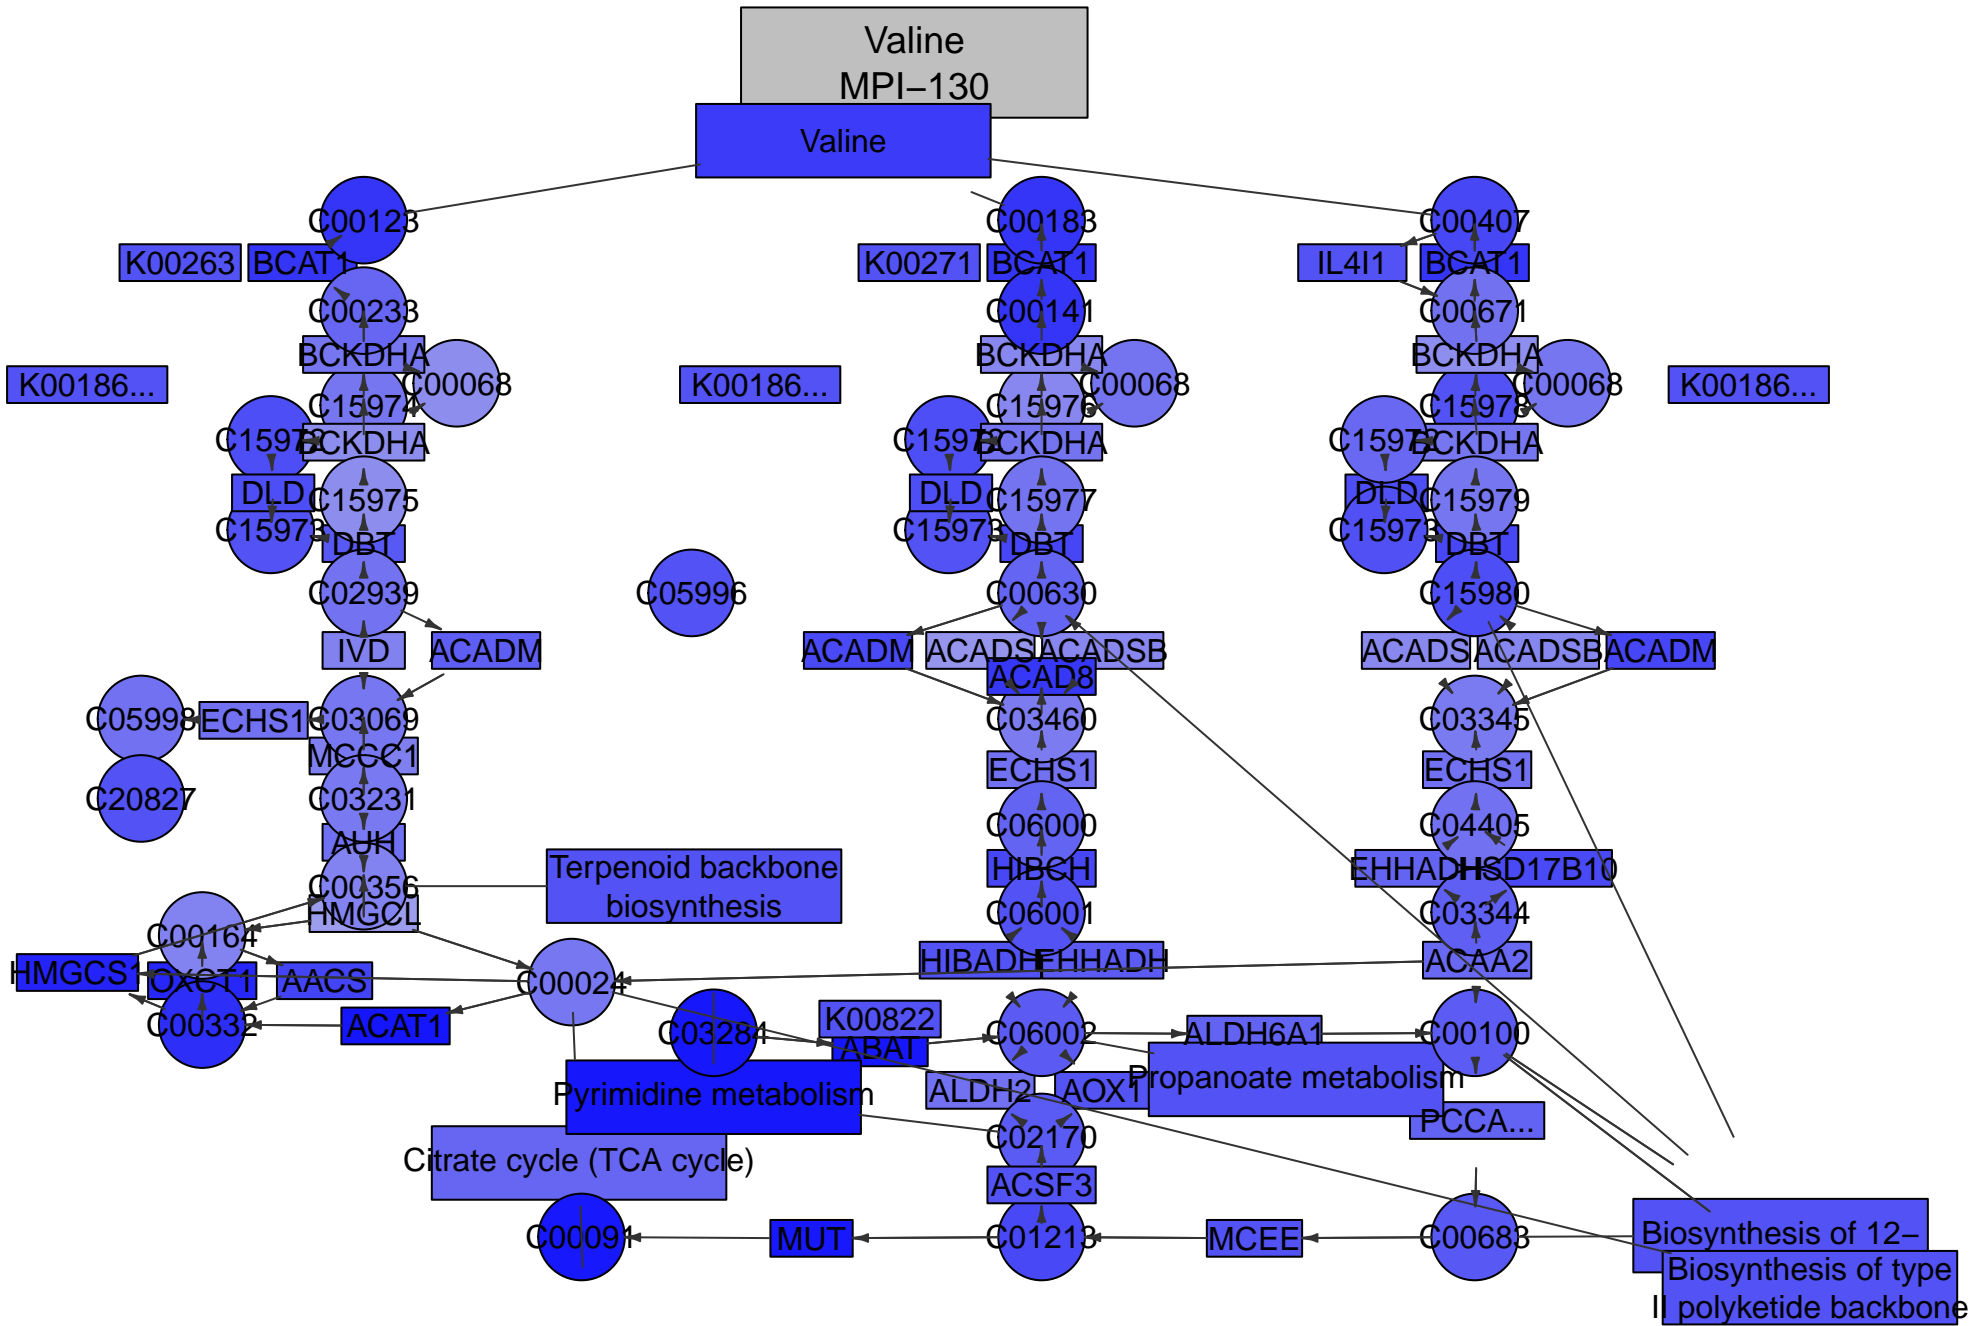 Valine
MPI−130
Valine
C00123
C00183
C00407
K00263
BCAT1
K00271
BCAT1
IL4I1
BCAT1
C00233
C00141
C00671
BCKDHA
BCKDHA
BCKDHA
K00186...
C00068
K00186...
C00068
C00068
K00186...
C15974
C15976
C15978
C15972
BCKDHA
C15972
BCKDHA
C15972
BCKDHA
DLD
C15975
DLD
C15977
DLD
C15979
C15973
DBT
C15973
DBT
C15973
DBT
C02939
C05996
C00630
C15980
IVD
ACADM
ACADM
ACADS
ACADSB
ACADS
ACADSB
ACADM
ACAD8
C05998
ECHS1
C03069
C03460
C03345
MCCC1
ECHS1
ECHS1
C20827
C03231
C06000
C04405
AUH
HIBCH
EHHADH
HSD17B10
Terpenoid backbone
biosynthesis
C00356
HMGCL
C06001
C03344
C00164
HIBADH
EHHADH
ACAA2
HMGCS1
OXCT1
AACS
C00024
C00332
ACAT1
C03284
K00822
ABAT
C06002
ALDH6A1
C00100
Pyrimidine metabolism
ALDH2
AOX1
Propanoate metabolism
PCCA...
C02170
Citrate cycle (TCA cycle)
ACSF3
C00091
MUT
C01213
MCEE
C00683
Biosynthesis of 12−
Biosynthesis of type
II polyketide backbone